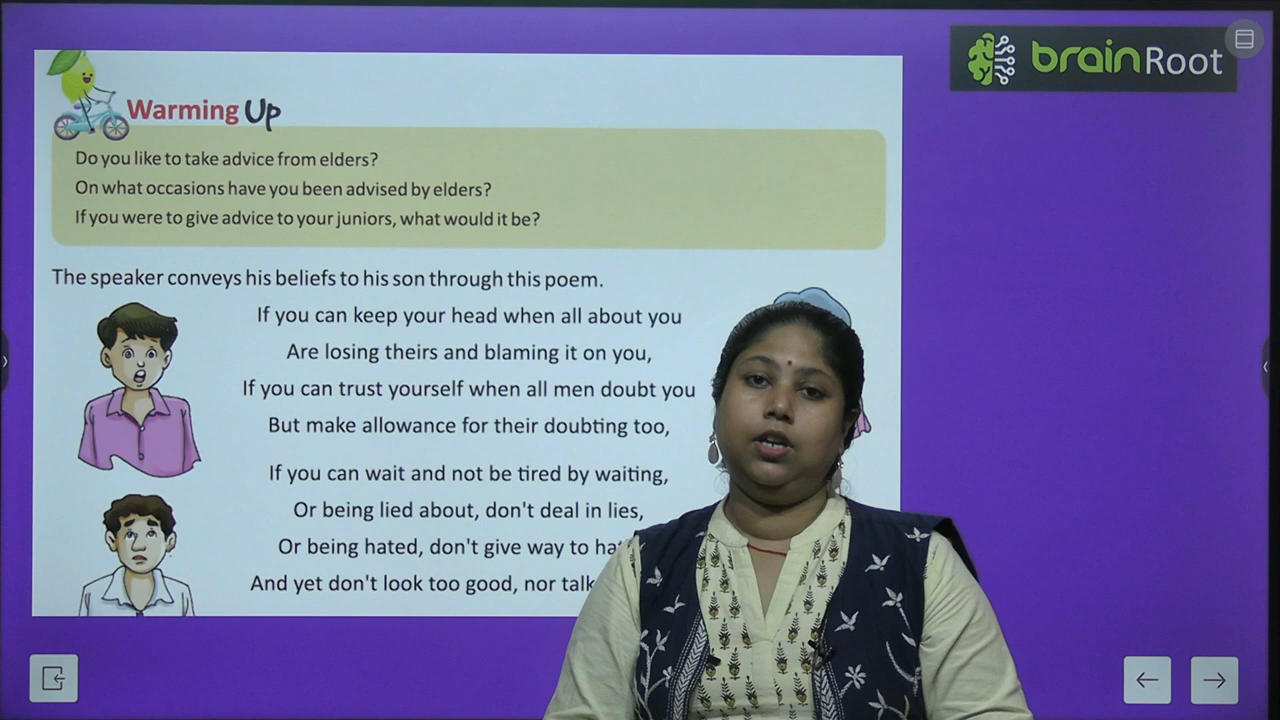 brainRoot
Warming Up
Do you like to take advice from elders?
On what occasions have you been advised by elders?
If you were to give advice to your juniors, what would it be?
The speaker conveys his beliefs to his son through this poem.
If you can keep your head when all about you
Are losing theirs and blaming it on you,
If you can trust yourself when all men doubt you
But make allowance for their doubting too,
If you can wait and not be tired by waiting,
Or being lied about, don't deal in lies,
Or being hated, don't give way to
And yet don't look too good, nor talk